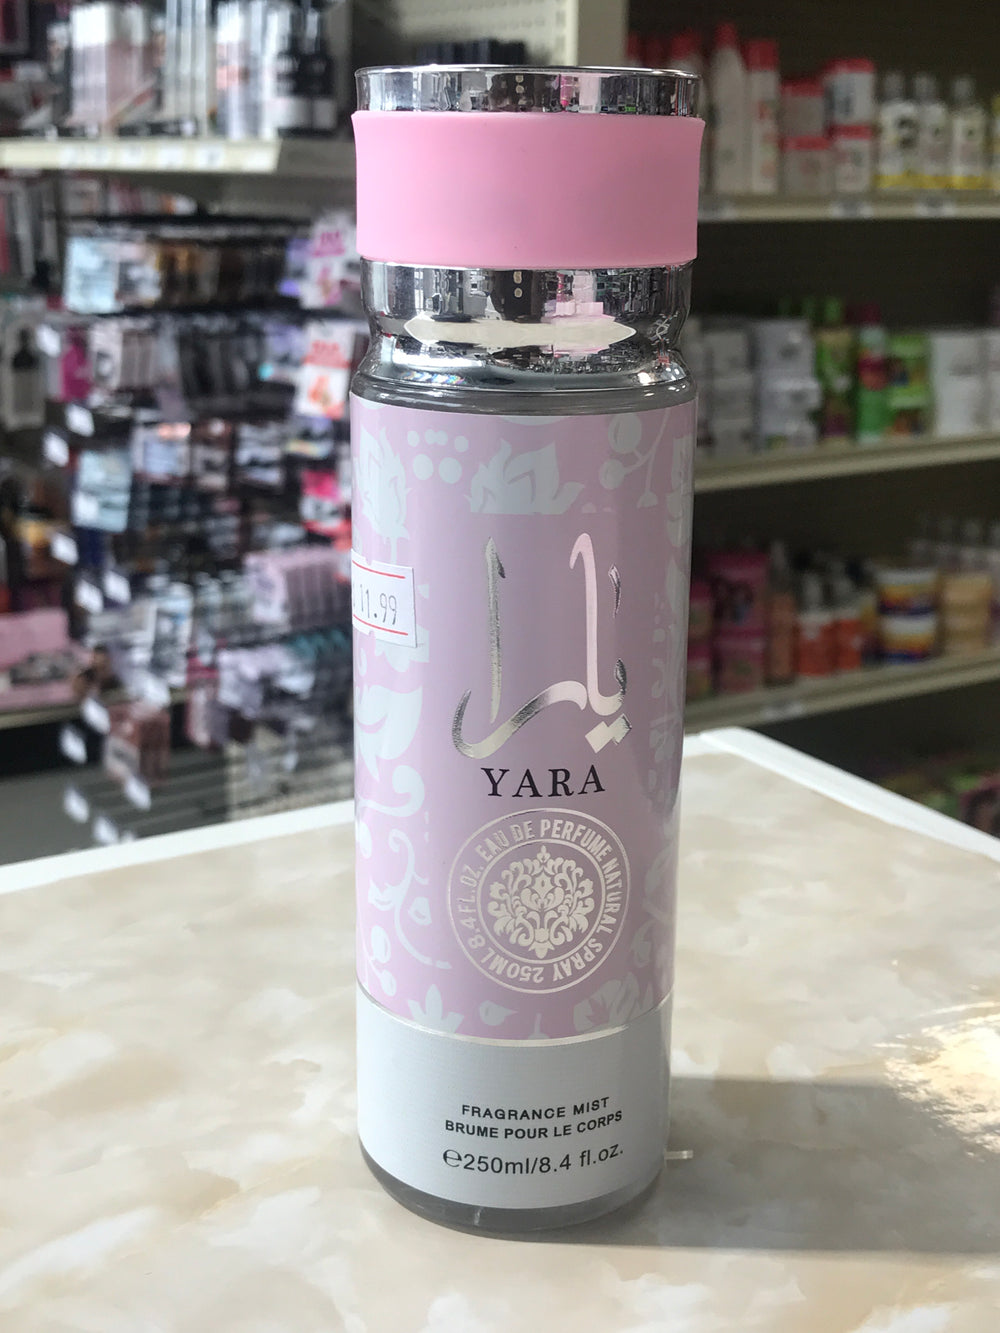 11.99
يارا
YARA
8.4 FL.OZ. EAU DE PERFUME NATURAL SPRAY 250ML
FRAGRANCE MIST
BRUME POUR LE CORPS
℮250ml/8.4 fl.oz.